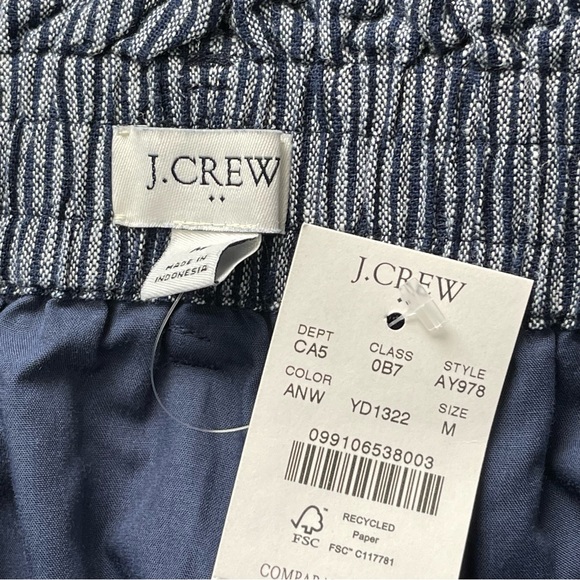 J.CREW
M
MADE IN
INDONESIA
J.CREW
DEPT CLASS STYLE
CA5 0B7 AY978
COLOR SIZE
ANW YD1322 M
099106538003
RECYCLED
Paper
FSC FSC™ C117781